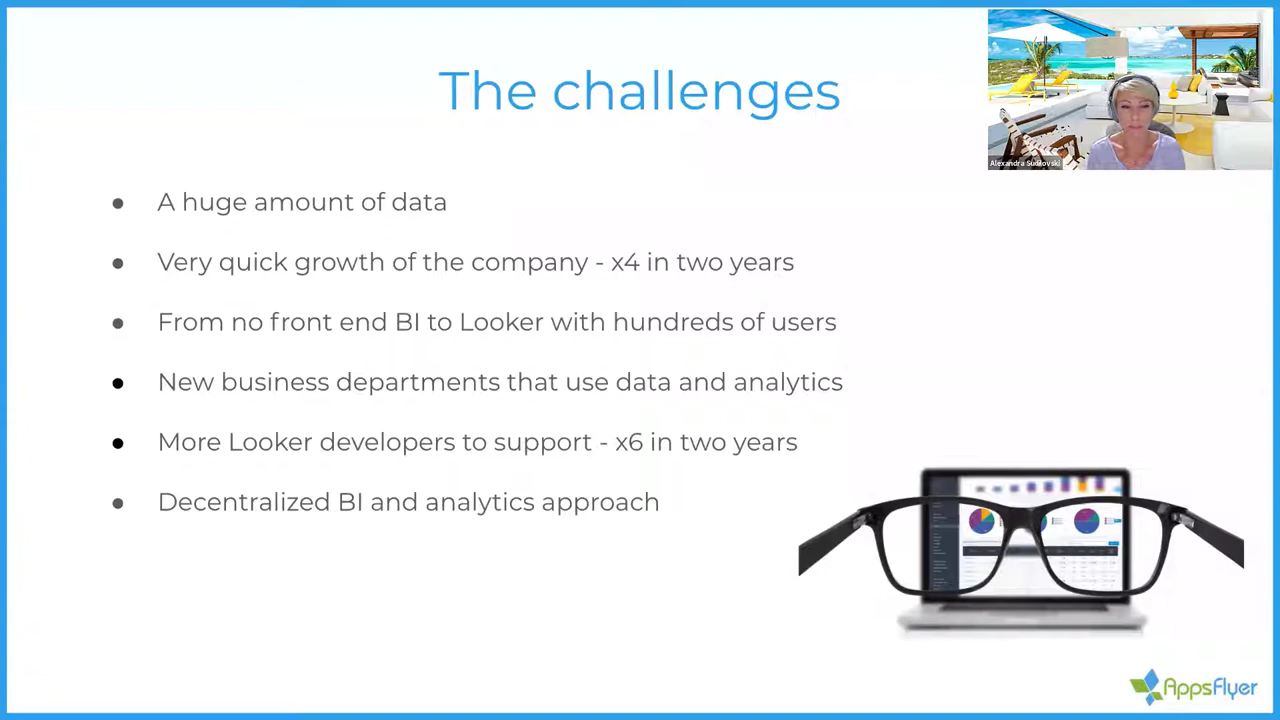 The challenges
Alexandra Sudilovski
● A huge amount of data
● Very quick growth of the company - x4 in two years
● From no front end BI to Looker with hundreds of users
● New business departments that use data and analytics
● More Looker developers to support - x6 in two years
● Decentralized BI and analytics approach
AppsFlyer